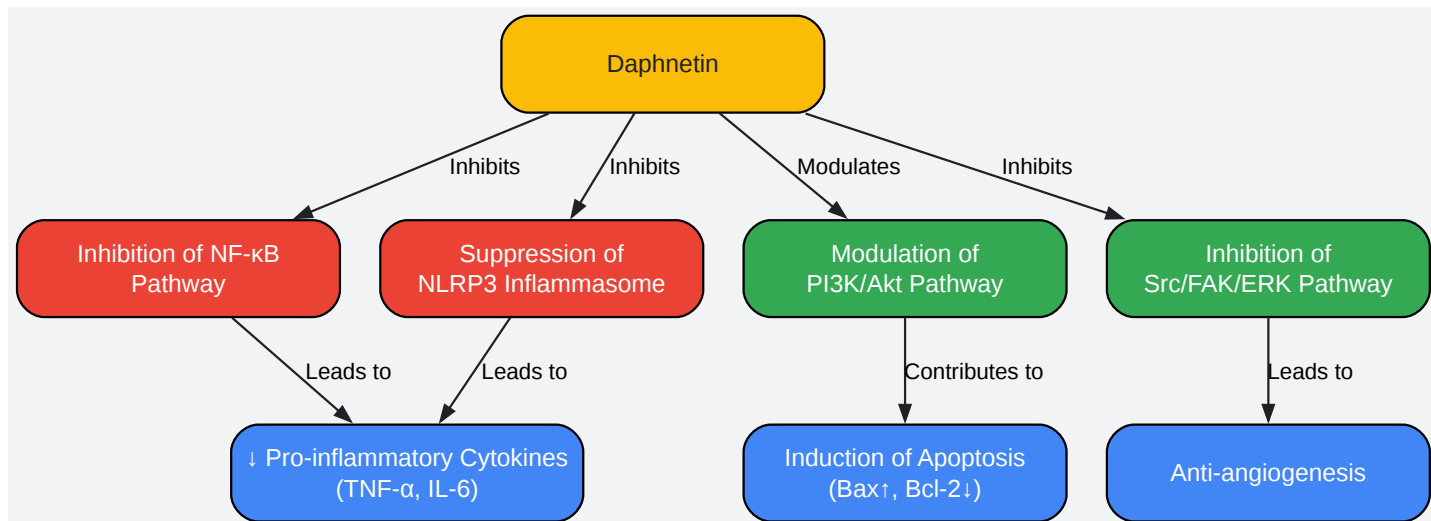 Daphnetin
Inhibits
Inhibits
Modulates
Inhibits
Inhibition of NF-κB
Pathway
Suppression of
NLRP3 Inflammasome
Modulation of
PI3K/Akt Pathway
Inhibition of
Src/FAK/ERK Pathway
Leads to
Leads to
Contributes to
Leads to
↓ Pro-inflammatory Cytokines
(TNF-α, IL-6)
Induction of Apoptosis
(Bax↑, Bcl-2↓)
Anti-angiogenesis